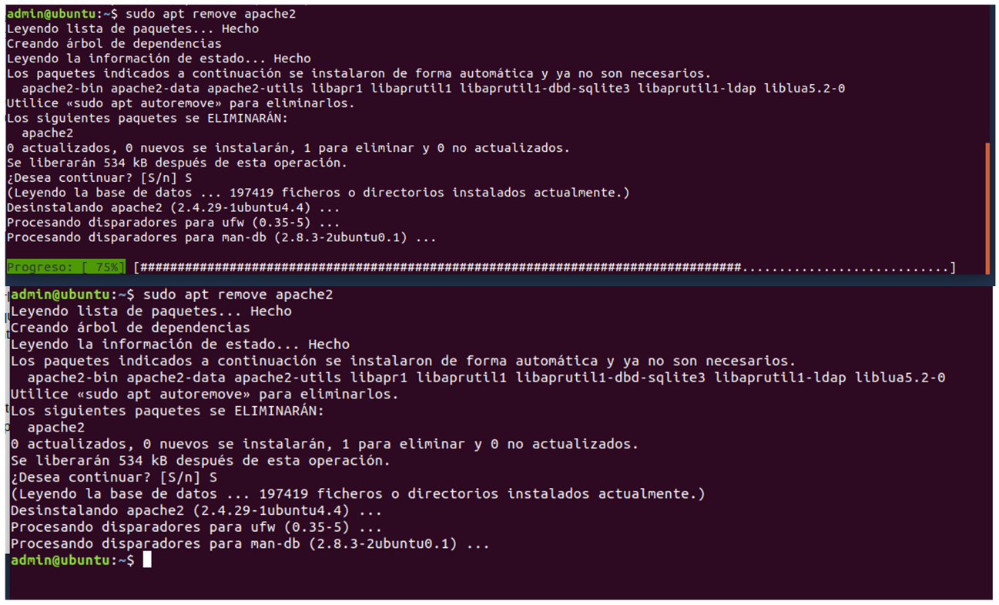 admin@ubuntu:~$ sudo apt remove apache2
Leyendo lista de paquetes... Hecho
Creando árbol de dependencias
Leyendo la información de estado... Hecho
Los paquetes indicados a continuación se instalaron de forma automática y ya no son necesarios.
  apache2-bin apache2-data apache2-utils libapr1 libaprutil1 libaprutil1-dbd-sqlite3 libaprutil1-ldap liblua5.2-0
Utilice «sudo apt autoremove» para eliminarlos.
Los siguientes paquetes se ELIMINARÁN:
  apache2
0 actualizados, 0 nuevos se instalarán, 1 para eliminar y 0 no actualizados.
Se liberarán 534 kB después de esta operación.
¿Desea continuar? [S/n] S
(Leyendo la base de datos ... 197419 ficheros o directorios instalados actualmente.)
Desinstalando apache2 (2.4.29-1ubuntu4.4) ...
Procesando disparadores para ufw (0.35-5) ...
Procesando disparadores para man-db (2.8.3-2ubuntu0.1) ...
Progreso: [ 75%] [#################################################################################............................]
admin@ubuntu:~$ sudo apt remove apache2
Leyendo lista de paquetes... Hecho
Creando árbol de dependencias
Leyendo la información de estado... Hecho
Los paquetes indicados a continuación se instalaron de forma automática y ya no son necesarios.
  apache2-bin apache2-data apache2-utils libapr1 libaprutil1 libaprutil1-dbd-sqlite3 libaprutil1-ldap liblua5.2-0
Utilice «sudo apt autoremove» para eliminarlos.
Los siguientes paquetes se ELIMINARÁN:
  apache2
0 actualizados, 0 nuevos se instalarán, 1 para eliminar y 0 no actualizados.
Se liberarán 534 kB después de esta operación.
¿Desea continuar? [S/n] S
(Leyendo la base de datos ... 197419 ficheros o directorios instalados actualmente.)
Desinstalando apache2 (2.4.29-1ubuntu4.4) ...
Procesando disparadores para ufw (0.35-5) ...
Procesando disparadores para man-db (2.8.3-2ubuntu0.1) ...
admin@ubuntu:~$